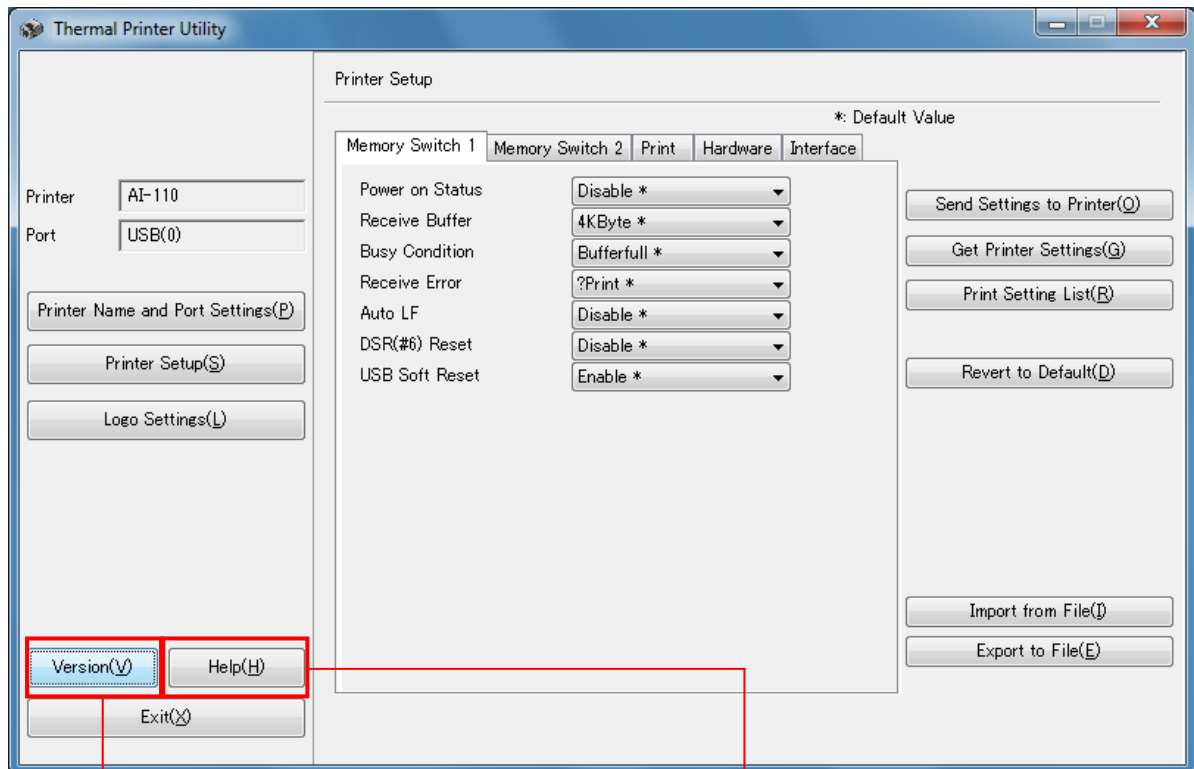 Thermal Printer Utility
Printer Setup
*: Default Value
Memory Switch 1 Memory Switch 2 Print Hardware Interface
Printer AI-110
Port USB(0)
Printer Name and Port Settings(P)
Printer Setup(S)
Logo Settings(L)
Version(V) Help(H)
Exit(X)
Power on Status Disable *
Receive Buffer 4KByte *
Busy Condition Bufferfull *
Receive Error ?Print *
Auto LF Disable *
DSR(#6) Reset Disable *
USB Soft Reset Enable *
Send Settings to Printer(O)
Get Printer Settings(G)
Print Setting List(R)
Revert to Default(D)
Import from File(I)
Export to File(E)